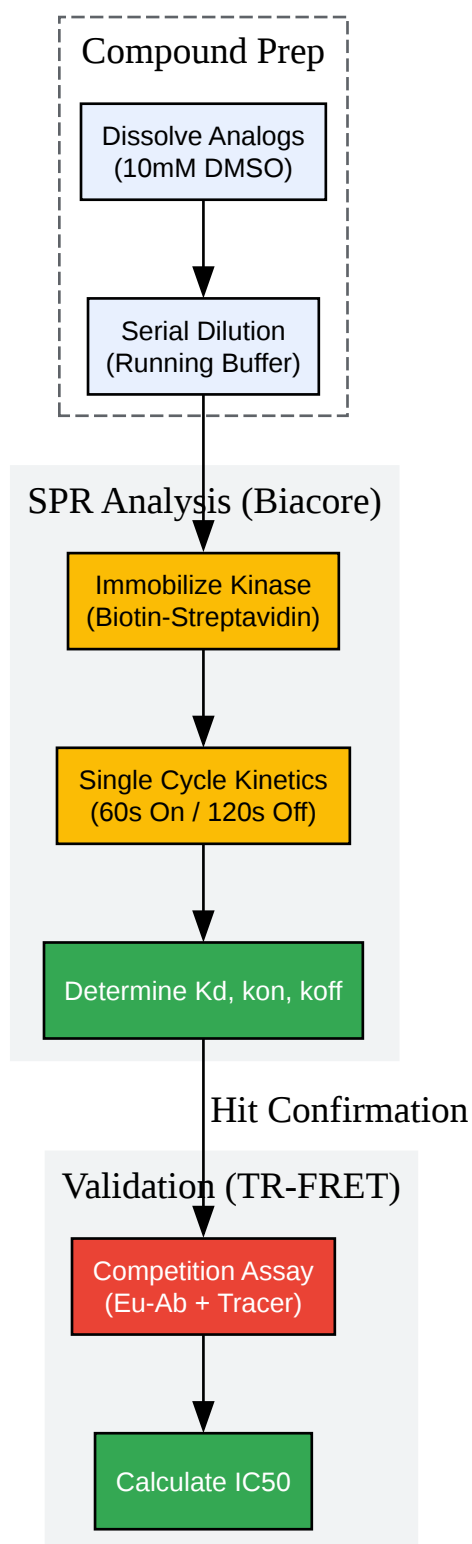 Compound Prep
Dissolve Analogs
(10mM DMSO)
Serial Dilution
(Running Buffer)
SPR Analysis (Biacore)
Immobilize Kinase
(Biotin-Streptavidin)
Single Cycle Kinetics
(60s On / 120s Off)
Determine Kd, kon, koff
Hit Confirmation
Validation (TR-FRET)
Competition Assay
(Eu-Ab + Tracer)
Calculate IC50